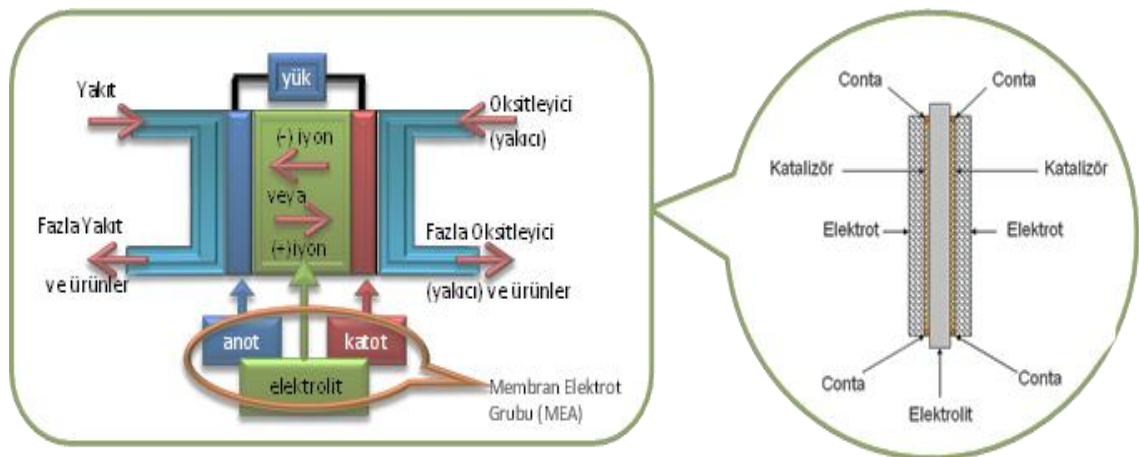 yük
Yakıt
Oksitleyici
(yakıcı)
(-) iyon
veya
(+) iyon
Fazla Yakıt
ve ürünler
Fazla Oksitleyici
(yakıcı) ve ürünler
anot
katot
elektrolit
Membran Elektrot
Grubu (MEA)
Conta
Conta
Katalizör
Katalizör
Elektrot
Elektrot
Conta
Conta
Elektrolit